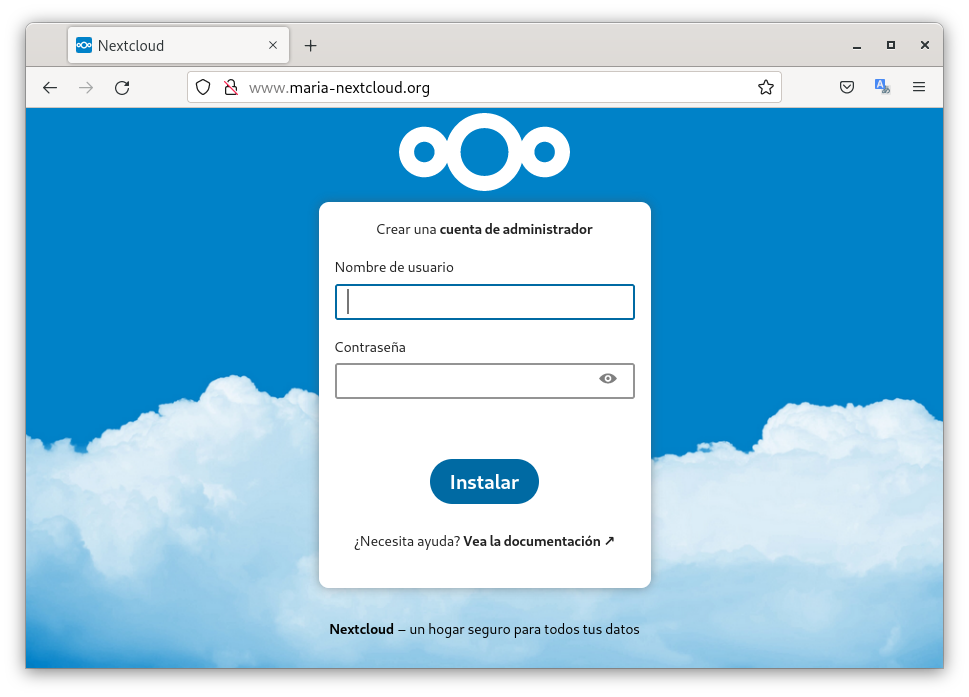 Nextcloud
www.maria-nextcloud.org
Crear una cuenta de administrador
Nombre de usuario
Contraseña
Instalar
¿Necesita ayuda? Vea la documentación ↗
Nextcloud – un hogar seguro para todos tus datos